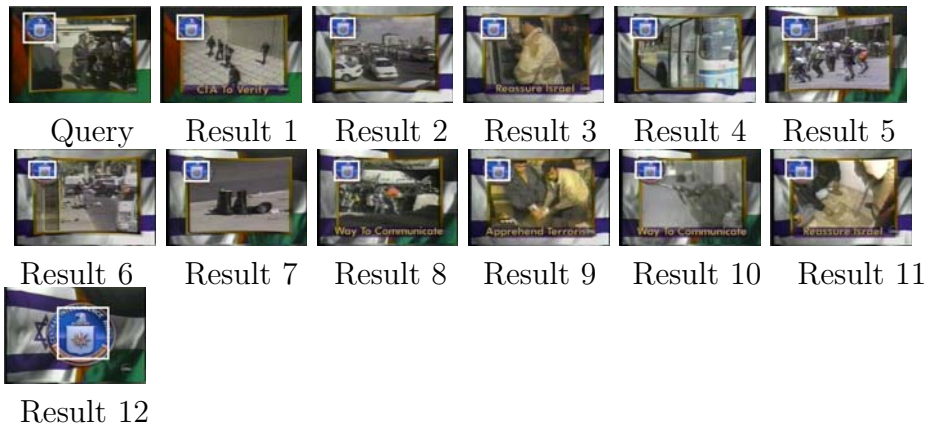 CIA To Verify
Reassure Israel
Query Result 1 Result 2 Result 3 Result 4 Result 5
Way To Communicate
Apprehend Terrorism
Way To Communicate
Reassure Israel
Result 6 Result 7 Result 8 Result 9 Result 10 Result 11
Result 12